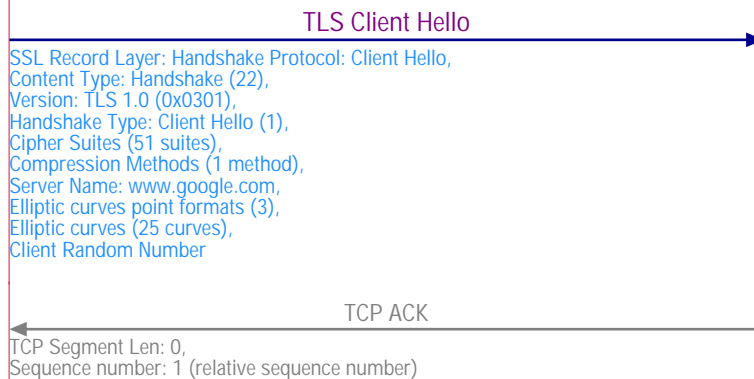 TLS Client Hello
SSL Record Layer: Handshake Protocol: Client Hello,
Content Type: Handshake (22),
Version: TLS 1.0 (0x0301),
Handshake Type: Client Hello (1),
Cipher Suites (51 suites),
Compression Methods (1 method),
Server Name: www.google.com,
Elliptic curves point formats (3),
Elliptic curves (25 curves),
Client Random Number
TCP ACK
TCP Segment Len: 0,
Sequence number: 1 (relative sequence number)